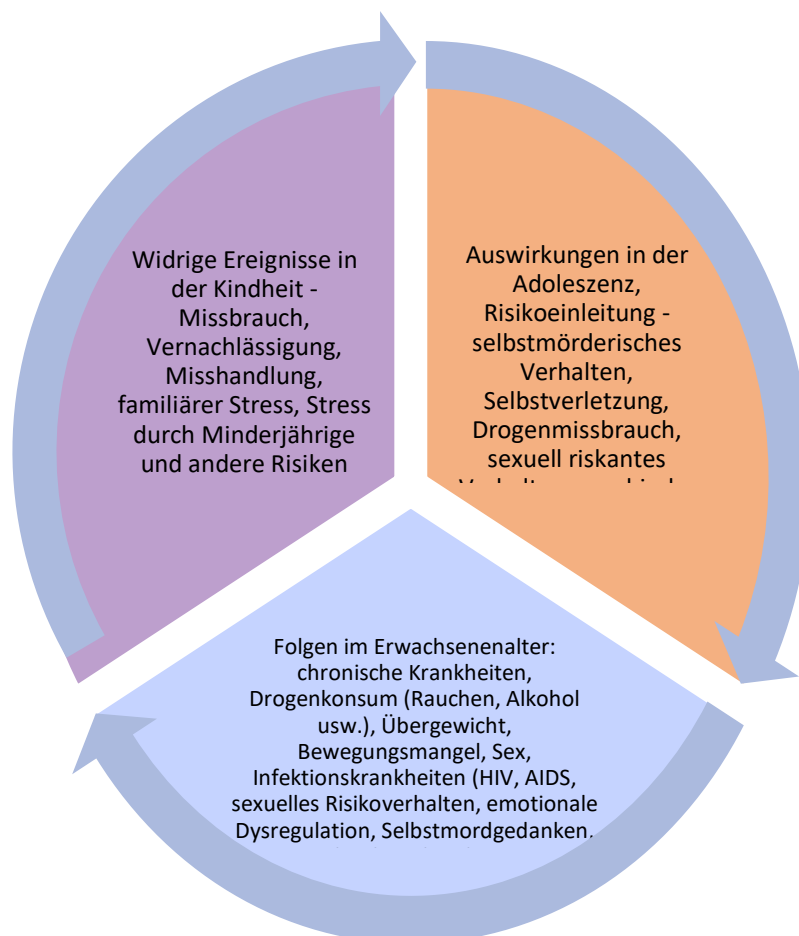 Widrige Ereignisse in
der Kindheit -
Missbrauch,
Vernachlässigung,
Misshandlung,
familiärer Stress, Stress
durch Minderjährige
und andere Risiken
Auswirkungen in der
Adoleszenz,
Risikoeinleitung -
selbstmörderisches
Verhalten,
Selbstverletzung,
Drogenmissbrauch,
sexuell riskantes
Folgen im Erwachsenenalter:
chronische Krankheiten,
Drogenkonsum (Rauchen, Alkohol
usw.), Übergewicht,
Bewegungsmangel, Sex,
Infektionskrankheiten (HIV, AIDS,
sexuelles Risikoverhalten, emotionale
Dysregulation, Selbstmordgedanken.